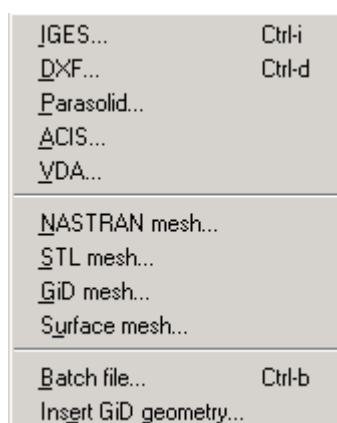 IGES... Ctrl-i
DXF... Ctrl-d
Parasolid...
ACIS...
VDA...
NASTRAN mesh...
STL mesh...
GiD mesh...
Surface mesh...
Batch file... Ctrl-b
Insert GiD geometry...